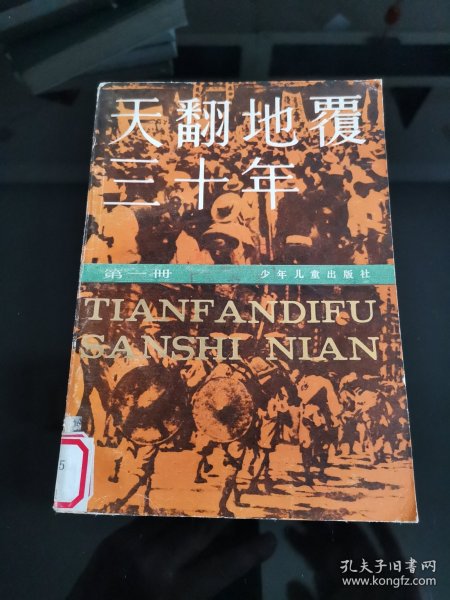 天翻地覆
三十年
第一册 少年儿童出版社
TIANFANDIFU
SANSHI NIAN
5
孔夫子旧书网
www.kongfz.com